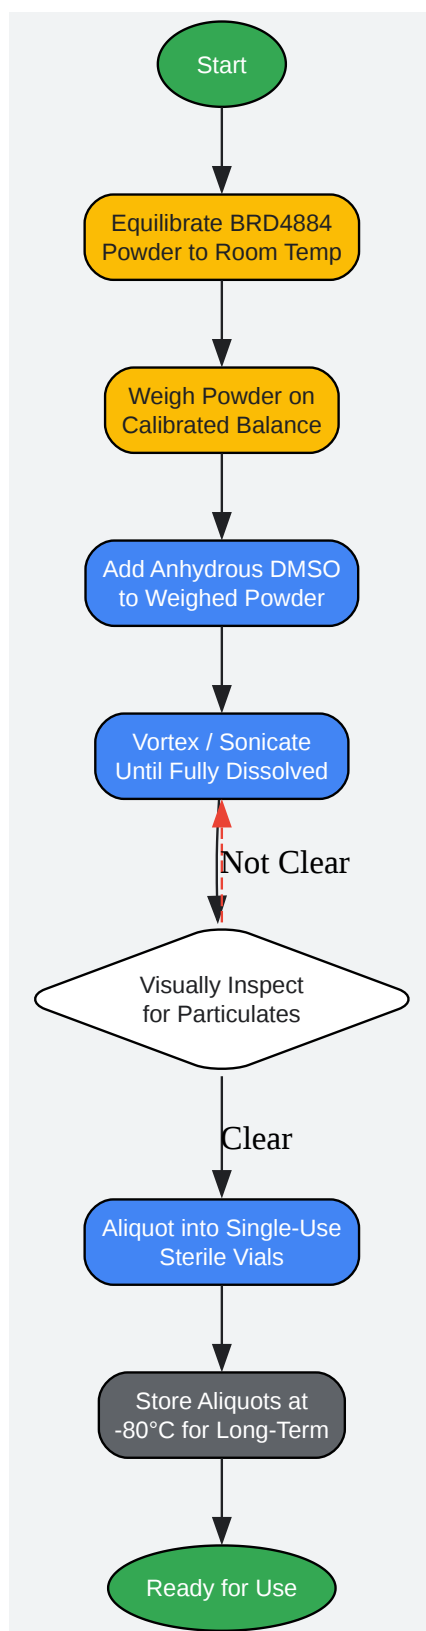 Start
Equilibrate BRD4884
Powder to Room Temp
Weigh Powder on
Calibrated Balance
Add Anhydrous DMSO
to Weighed Powder
Vortex / Sonicate
Until Fully Dissolved
Not Clear
Visually Inspect
for Particulates
Clear
Aliquot into Single-Use
Sterile Vials
Store Aliquots at
-80°C for Long-Term
Ready for Use